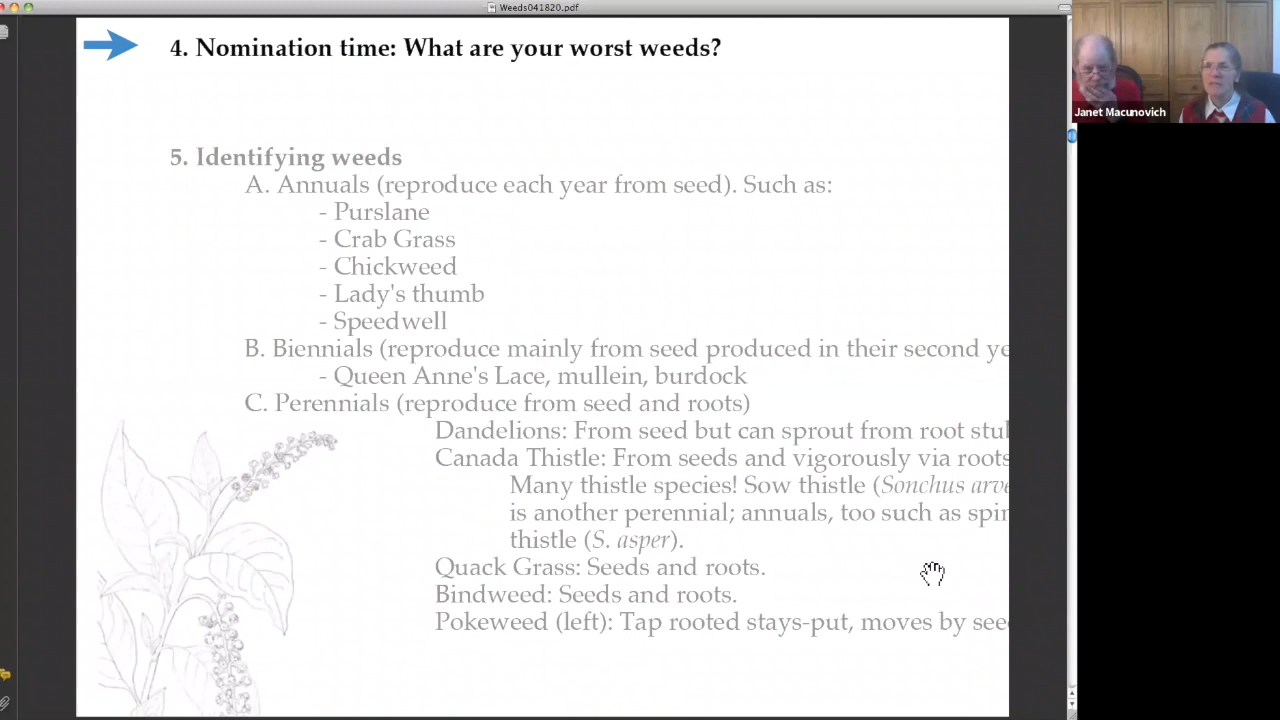 Weeds041820.pdf
4. Nomination time: What are your worst weeds?
Janet Macunovich
5. Identifying weeds
A. Annuals (reproduce each year from seed). Such as:
- Purslane
- Crab Grass
- Chickweed
- Lady's thumb
- Speedwell
B. Biennials (reproduce mainly from seed produced in their second ye
- Queen Anne's Lace, mullein, burdock
C. Perennials (reproduce from seed and roots)
Dandelions: From seed but can sprout from root stu
Canada Thistle: From seeds and vigorously via roots
Many thistle species! Sow thistle (Sonchus arve
is another perennial; annuals, too such as spin
thistle (S. asper).
Quack Grass: Seeds and roots.
Bindweed: Seeds and roots.
Pokeweed (left): Tap rooted stays-put, moves by see